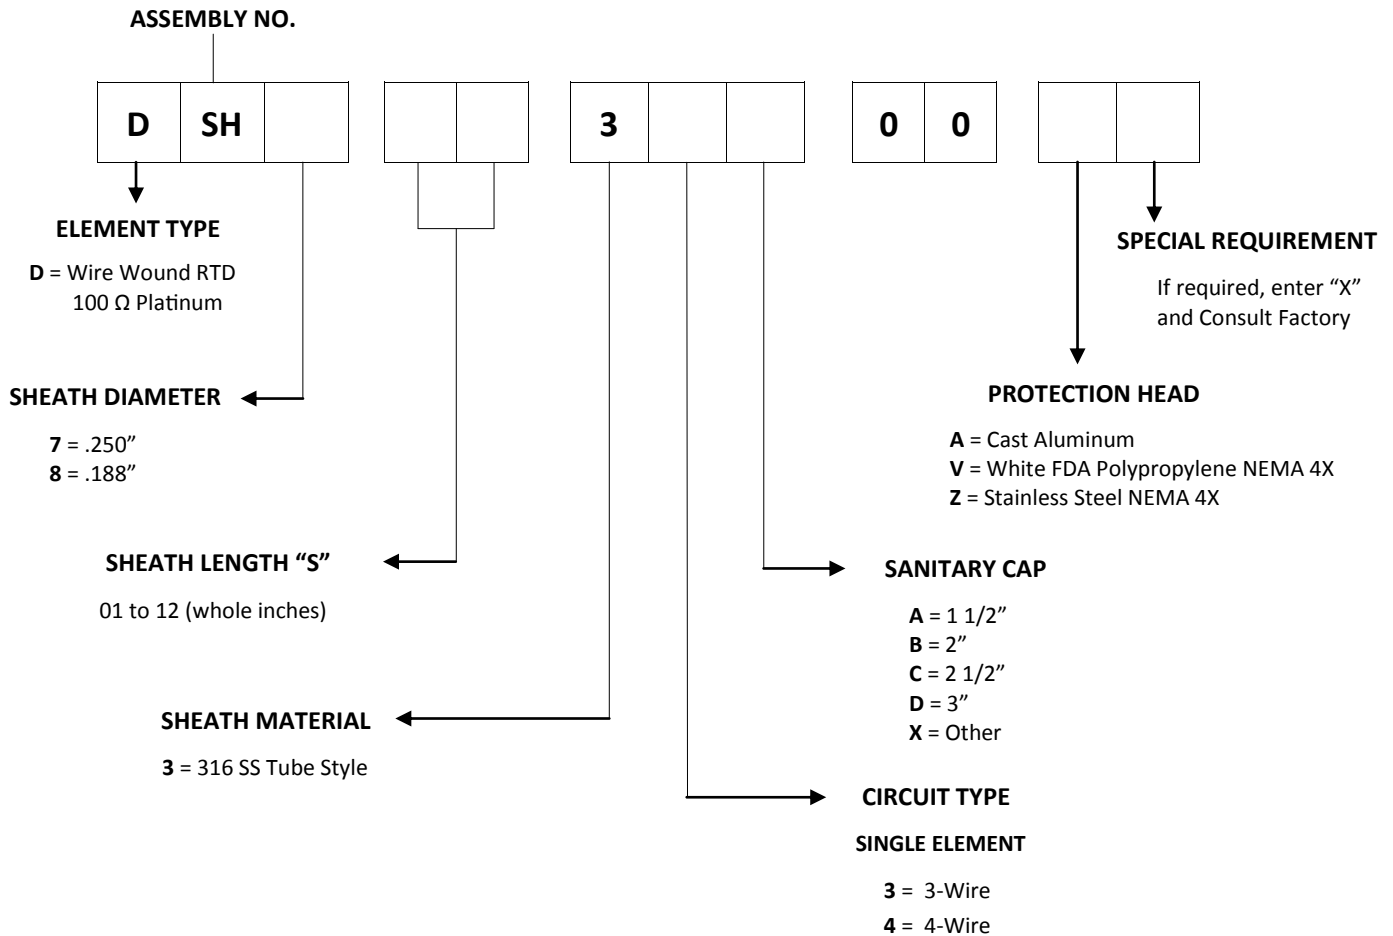 ASSEMBLY NO.
D SH 3 0 0
ELEMENT TYPE
D = Wire Wound RTD
100 Ω Platinum
SPECIAL REQUIREMENT
If required, enter “X”
and Consult Factory
SHEATH DIAMETER
7 = .250”
8 = .188”
PROTECTION HEAD
A = Cast Aluminum
V = White FDA Polypropylene NEMA 4X
Z = Stainless Steel NEMA 4X
SHEATH LENGTH “S”
01 to 12 (whole inches)
SANITARY CAP
A = 1 1/2”
B = 2”
C = 2 1/2”
D = 3”
X = Other
SHEATH MATERIAL
3 = 316 SS Tube Style
CIRCUIT TYPE
SINGLE ELEMENT
3 = 3-Wire
4 = 4-Wire